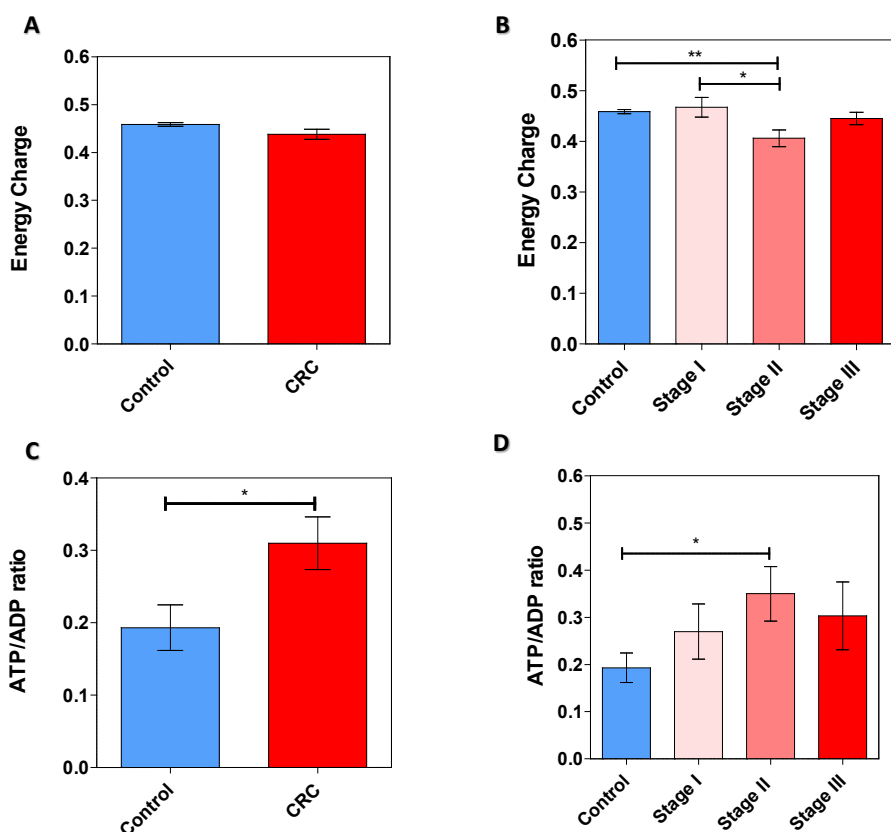 A
Energy Charge
0.6
0.5
0.4
0.3
0.2
0.1
0.0
Control
CRC
B
Energy Charge
0.6
0.5
0.4
0.3
0.2
0.1
0.0
**
*
Control
Stage I
Stage II
Stage III
C
ATP/ADP ratio
0.4
0.3
0.2
0.1
0.0
*
Control
CRC
D
ATP/ADP ratio
0.6
0.5
0.4
0.3
0.2
0.1
0.0
*
Control
Stage I
Stage II
Stage III